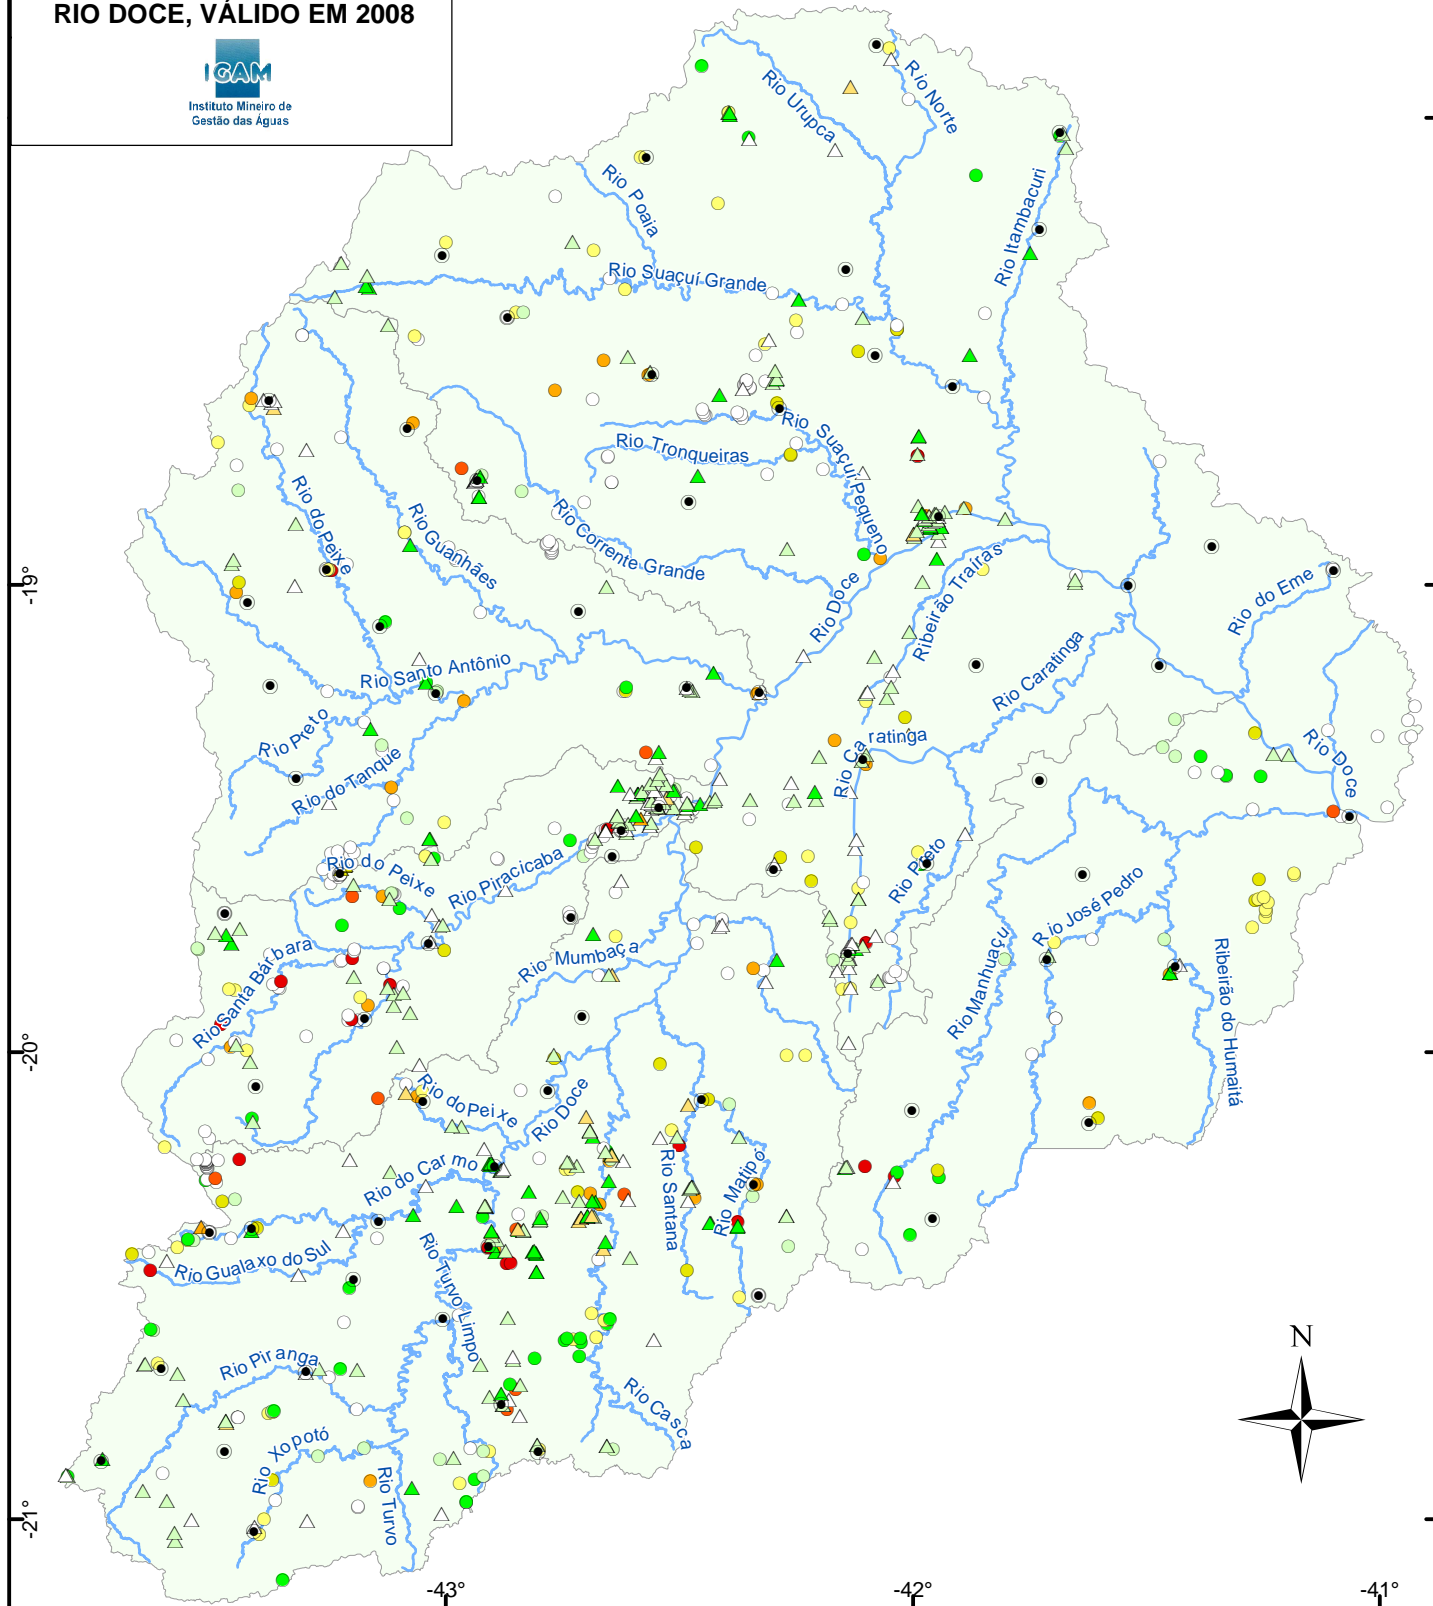 RIO DOCE, VÁLIDO EM 2008
IGAM
Instituto Mineiro de
Gestão das Águas
Rio Norte
Rio Urupca
Rio Itambacuri
Rio Poaia
Rio Suaçuí Grande
Rio Suaçuí Pequeno
Rio Tronqueiras
Rio do Peixe
Rio Guanhães
Rio Corrente Grande
Rio Doce
Ribeirão Traíras
Rio do Eme
-19°
Rio Caratinga
Rio Santo Antônio
Rio Preto
Rio do Tanque
Rio Caratinga
Rio Doce
Rio do Peixe
Rio Piracicaba
Rio Preto
Rio José Pedro
Rio Manhuaçu
Ribeirão do Humaitá
Rio Santa Bárbara
Rio Mumbaça
-20°
Rio do Peixe
Rio Doce
Rio do Carmo
Rio Santana
Rio Matipó
Rio Gualaxo do Sul
Rio Turvo Limpo
N
Rio Piranga
Rio Casca
Rio Xopotó
Rio Turvo
-21°
-43°
-42°
-41°